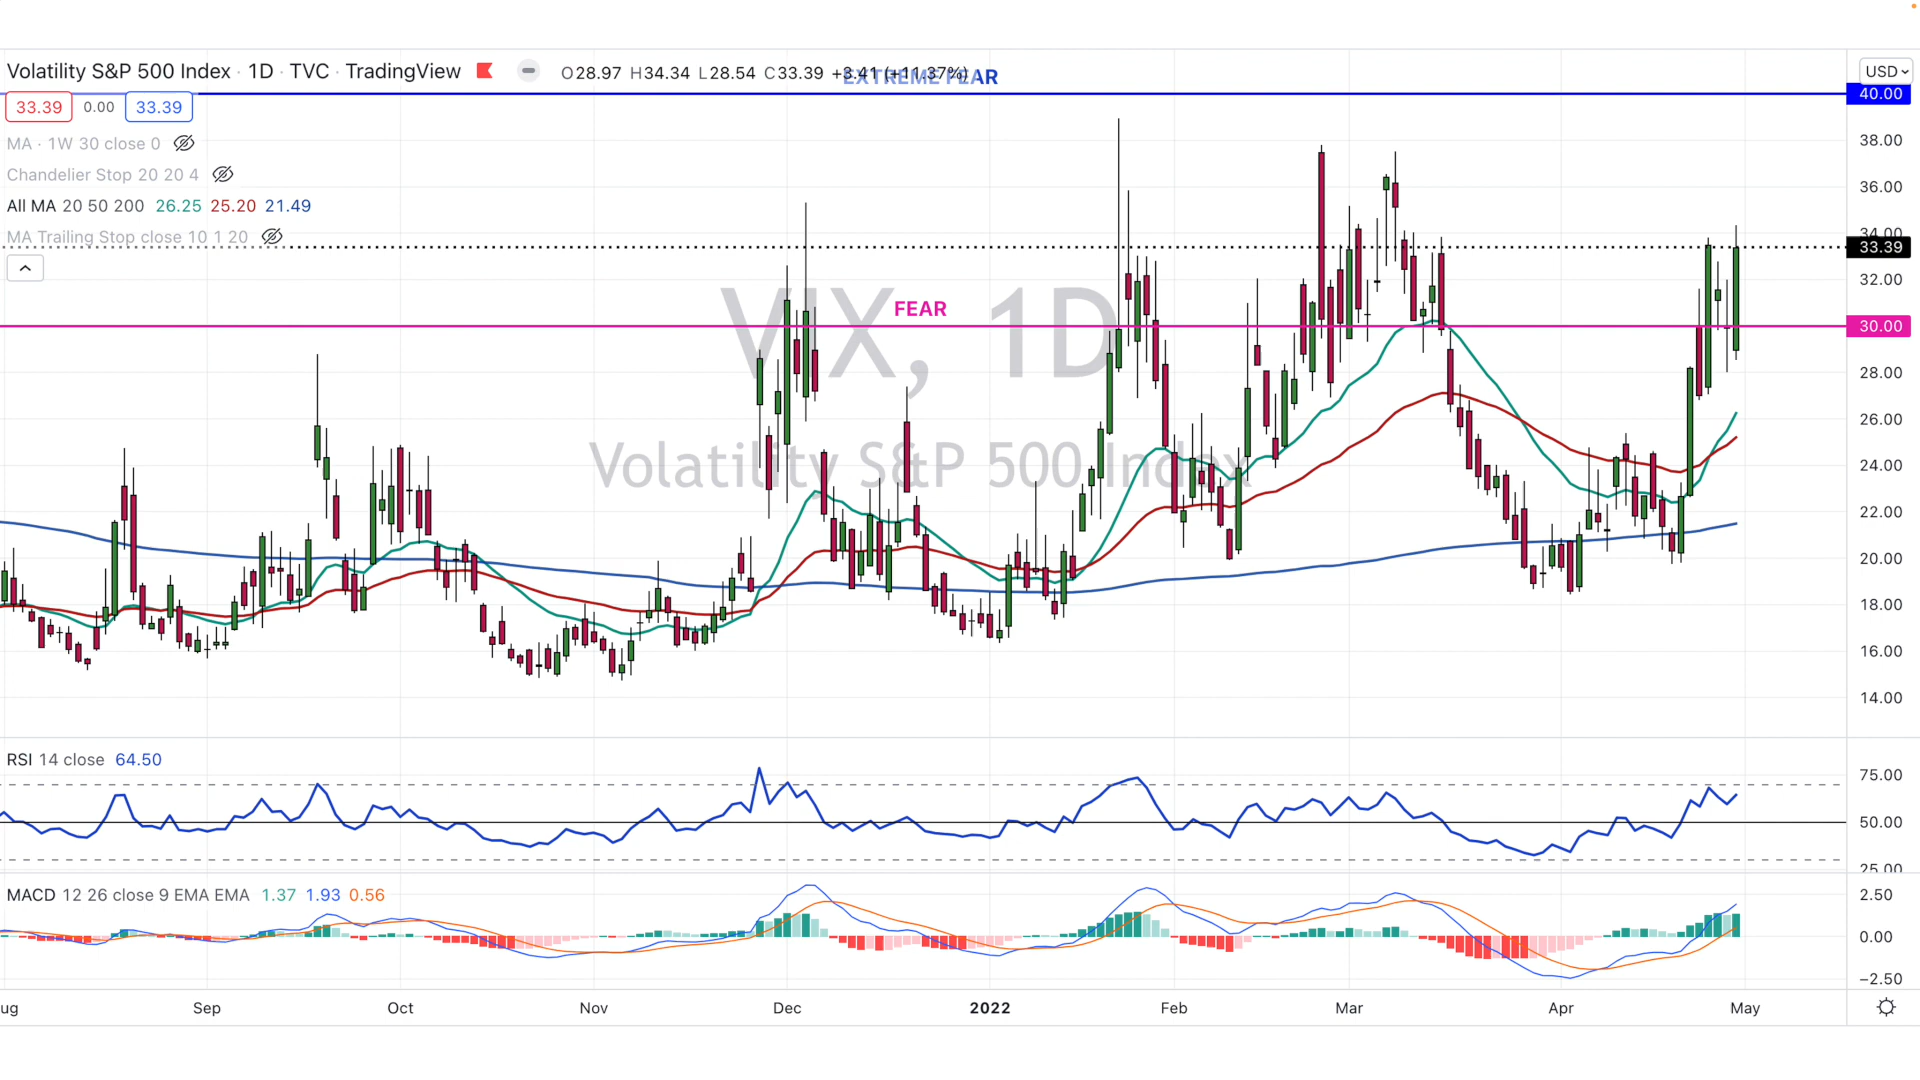 Volatility S&P 500 Index · 1D · TVC · TradingView O28.97 H34.34 L28.54 C33.39 +3.41 (+11.37%) USD
EXTREME FEAR
40.00
33.39 0.00 33.39
MA · 1W 30 close 0
38.00
Chandelier Stop 20 20 4
36.00
All MA 20 50 200 26.25 25.20 21.49
34.00
MA Trailing Stop close 10 1 20
33.39
32.00
VIX, 1D
FEAR
30.00
28.00
26.00
Volatility S&P 500 Index
24.00
22.00
20.00
18.00
16.00
14.00
RSI 14 close 64.50
75.00
50.00
25.00
MACD 12 26 close 9 EMA EMA 1.37 1.93 0.56
2.50
0.00
−2.50
ug Sep Oct Nov Dec 2022 Feb Mar Apr May